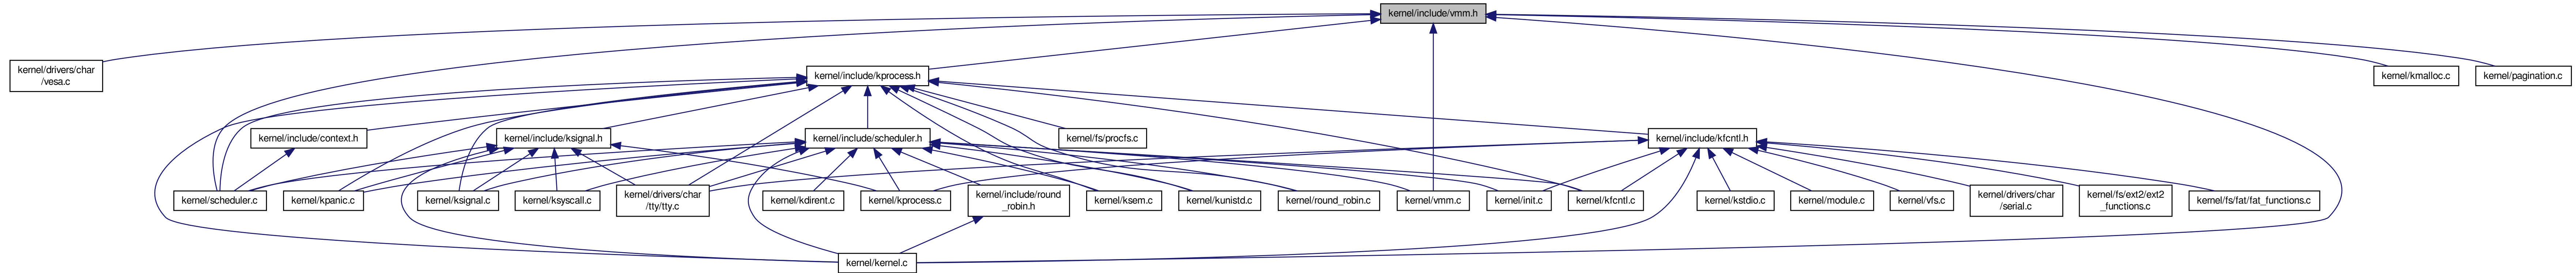 kernel/include/vmm.h
kernel/drivers/char
/vesa.c
kernel/include/kprocess.h
kernel/kmalloc.c
kernel/pagination.c
kernel/include/context.h
kernel/include/ksignal.h
kernel/include/scheduler.h
kernel/fs/procfs.c
kernel/include/kfcntl.h
kernel/scheduler.c
kernel/kpanic.c
kernel/ksignal.c
kernel/ksyscall.c
kernel/drivers/char
/tty/tty.c
kernel/kdirent.c
kernel/kprocess.c
kernel/include/round
_robin.h
kernel/ksem.c
kernel/kunistd.c
kernel/round_robin.c
kernel/vmm.c
kernel/init.c
kernel/kfcntl.c
kernel/kstdio.c
kernel/module.c
kernel/vfs.c
kernel/drivers/char
/serial.c
kernel/fs/ext2/ext2
_functions.c
kernel/fs/fat/fat_functions.c
kernel/kernel.c